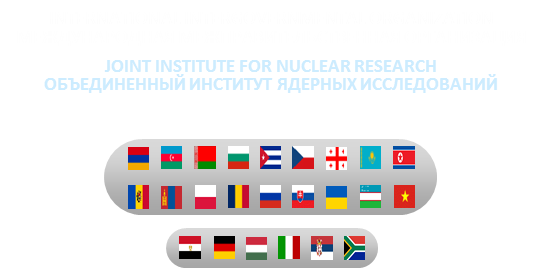 JOINT INSTITUTE FOR NUCLEAR RESEARCH
ОБЪЕДИНЕННЫЙ ИНСТИТУТ ЯДЕРНЫХ ИССЛЕДОВАНИЙ